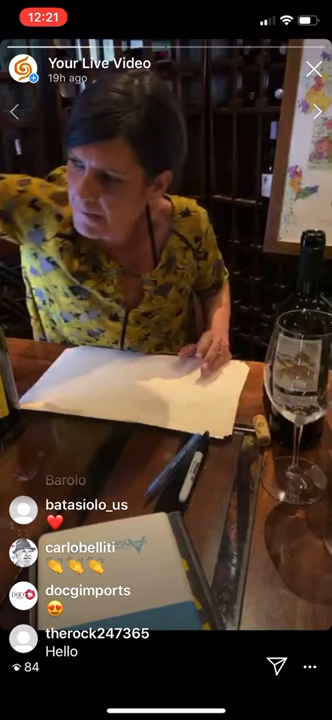 12:21
Your Live Video
19h ago
Barolo
batasiolo_us
❤️
carlobelliti
👏👏👏
docgimports
😍
therock247365
Hello
84